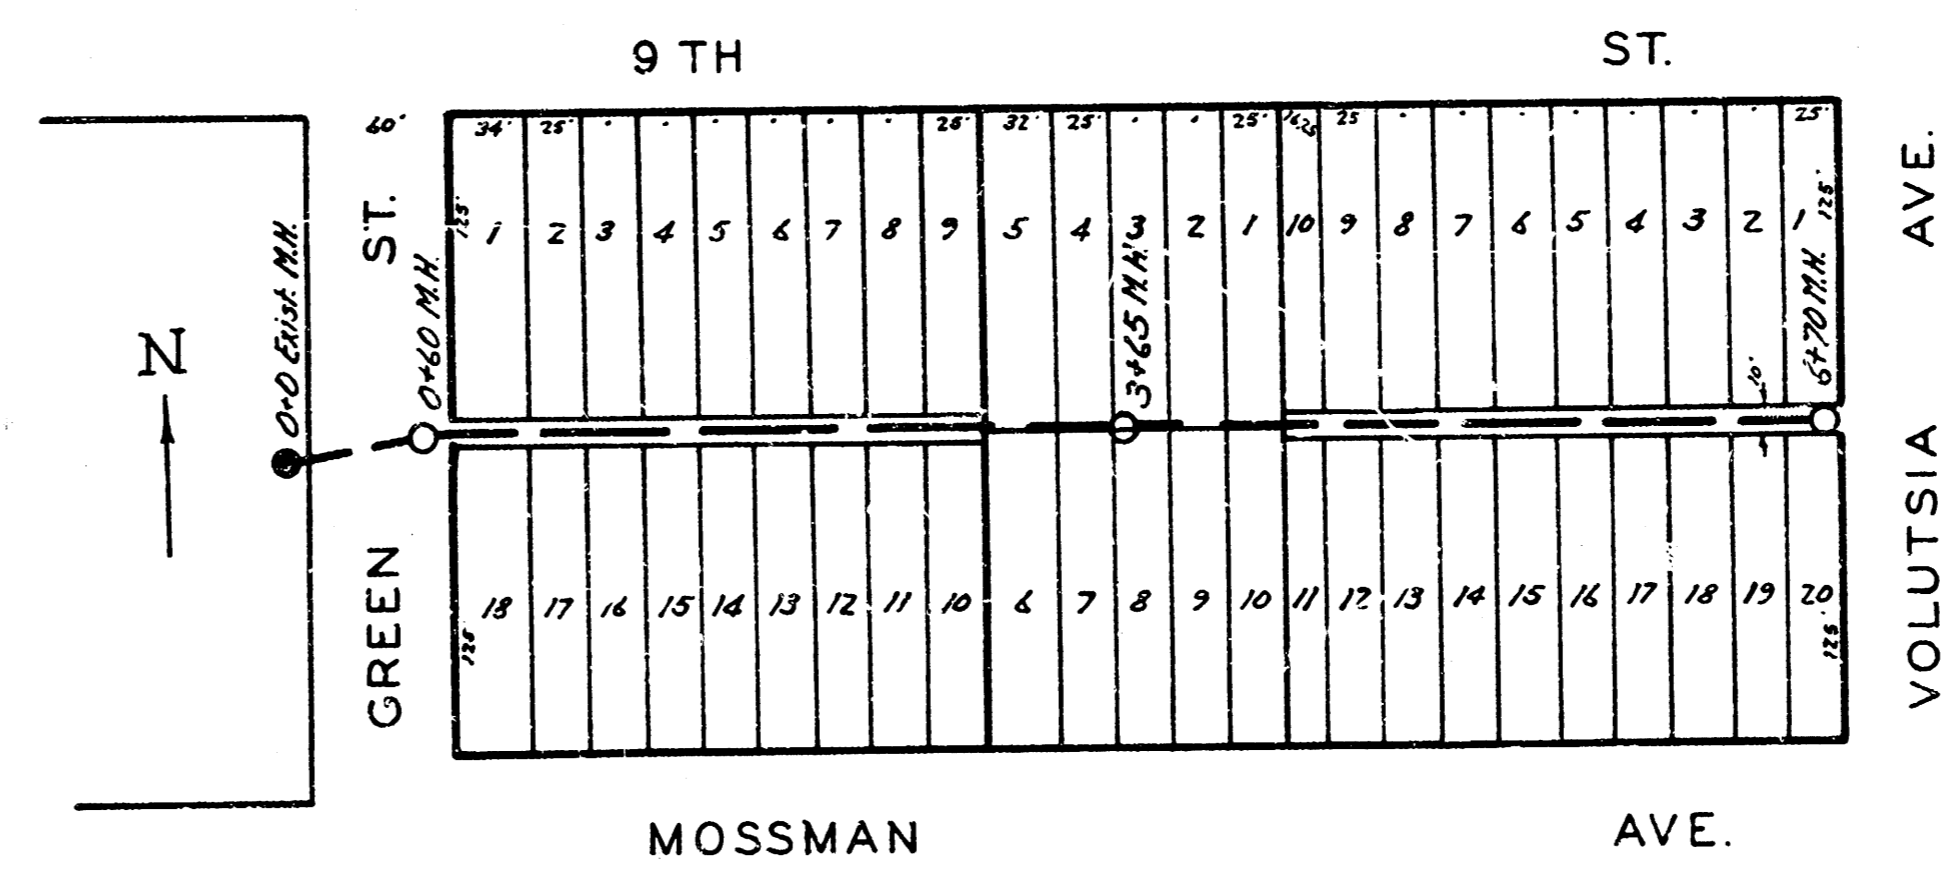 9 TH ST.
60' 34' 25' 25' 32' 25' 25' 16.25 25 25'
ST.
AVE.
125' 1 2 3 4 5 6 7 8 9 5 4 3 2 1 10 9 8 7 6 5 4 3 2 1 125'
0+0 Exist. M.H.
0+60 M.H.
3+65 M.H.
6+70 M.H.
N
10'
GREEN
VOLUTSIA
18 17 16 15 14 13 12 11 10 6 7 8 9 10 11 12 13 14 15 16 17 18 19 20
125' 125'
MOSSMAN AVE.